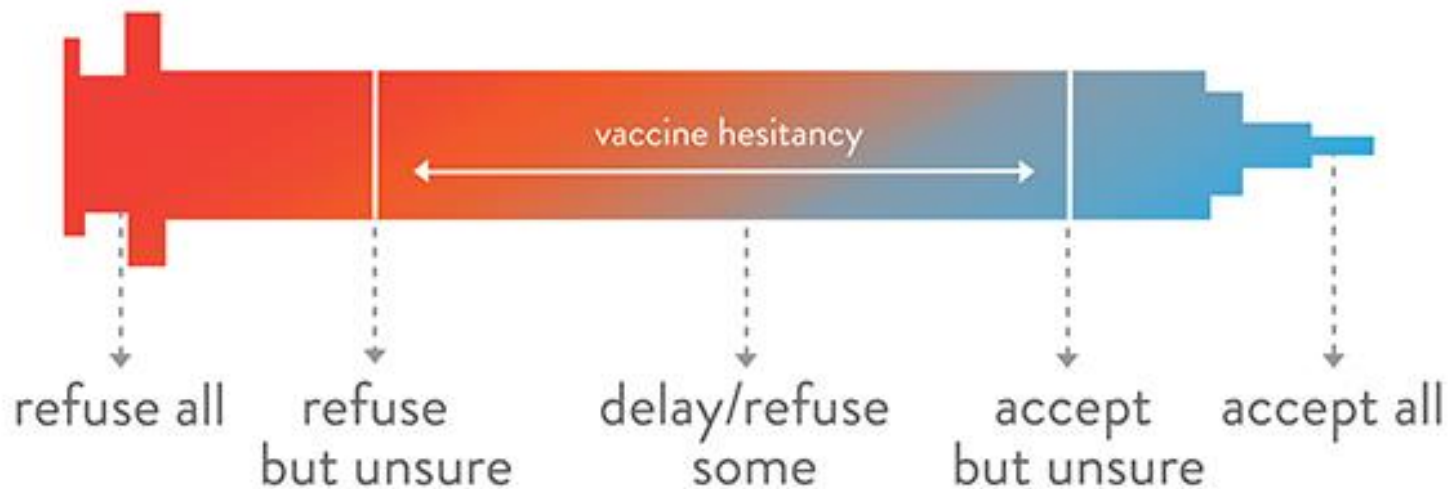 vaccine hesitancy
refuse all
refuse
but unsure
delay/refuse
some
accept
but unsure
accept all